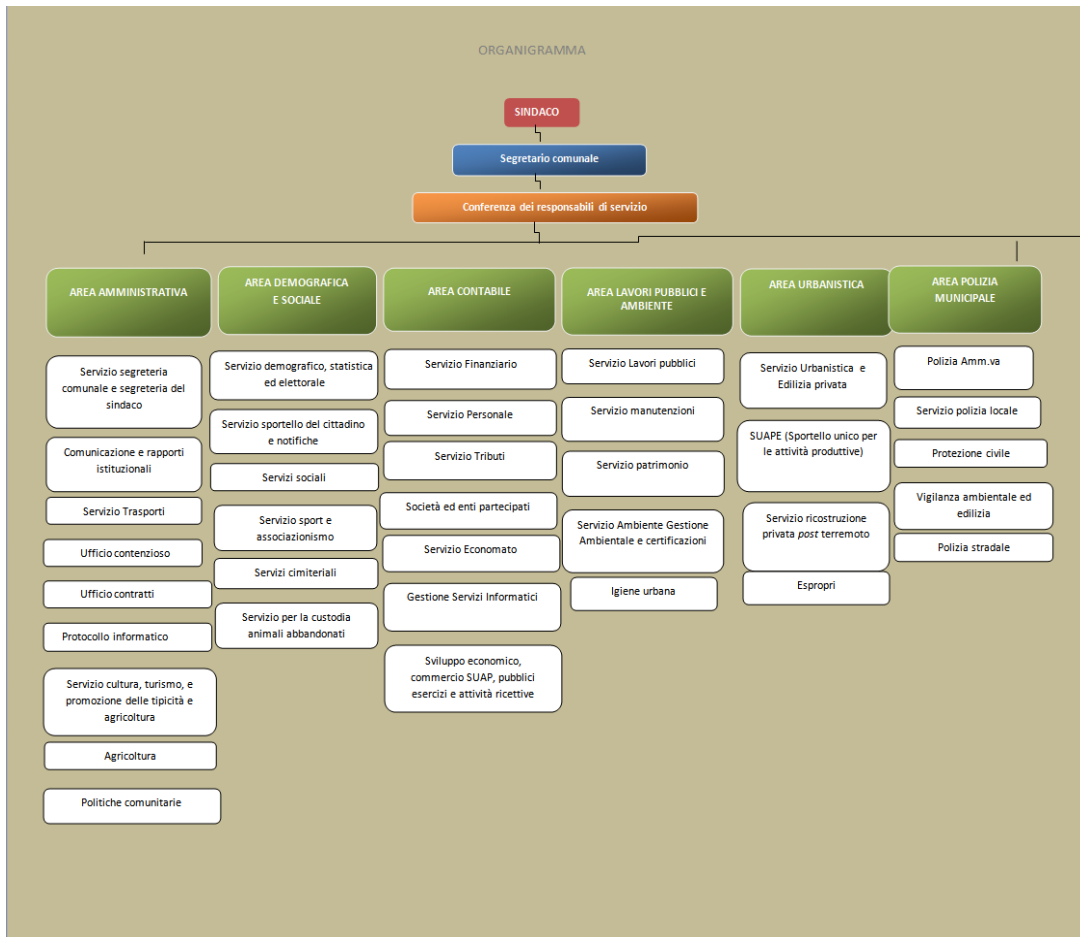 ORGANIGRAMMA
SINDACO
Segretario comunale
Conferenza dei responsabili di servizio
AREA AMMINISTRATIVA
Servizio segreteria
comunale e segreteria del
sindaco
Comunicazione e rapporti
istituzionali
Servizio Trasporti
Ufficio contenzioso
Ufficio contratti
Protocollo informatico
Servizio cultura, turismo, e
promozione delle tipicità e
agricoltura
Agricoltura
Politiche comunitarie
AREA DEMOGRAFICA
E SOCIALE
Servizio demografico, statistica
ed elettorale
Servizio sportello del cittadino
e notifiche
Servizi sociali
Servizio sport e
associazionismo
Servizi cimiteriali
Servizio per la custodia
animali abbandonati
AREA CONTABILE
Servizio Finanziario
Servizio Personale
Servizio Tributi
Società ed enti partecipati
Servizio Economato
Gestione Servizi Informatici
Sviluppo economico,
commercio SUAP, pubblici
esercizi e attività ricettive
AREA LAVORI PUBBLICI E
AMBIENTE
Servizio Lavori pubblici
Servizio manutenzioni
Servizio patrimonio
Servizio Ambiente Gestione
Ambientale e certificazioni
Igiene urbana
AREA URBANISTICA
Servizio Urbanistica e
Edilizia privata
SUAPE (Sportello unico per
le attività produttive)
Servizio ricostruzione
privata post terremoto
Espropri
AREA POLIZIA
MUNICIPALE
Polizia Amm.va
Servizio polizia locale
Protezione civile
Vigilanza ambientale ed
edilizia
Polizia stradale